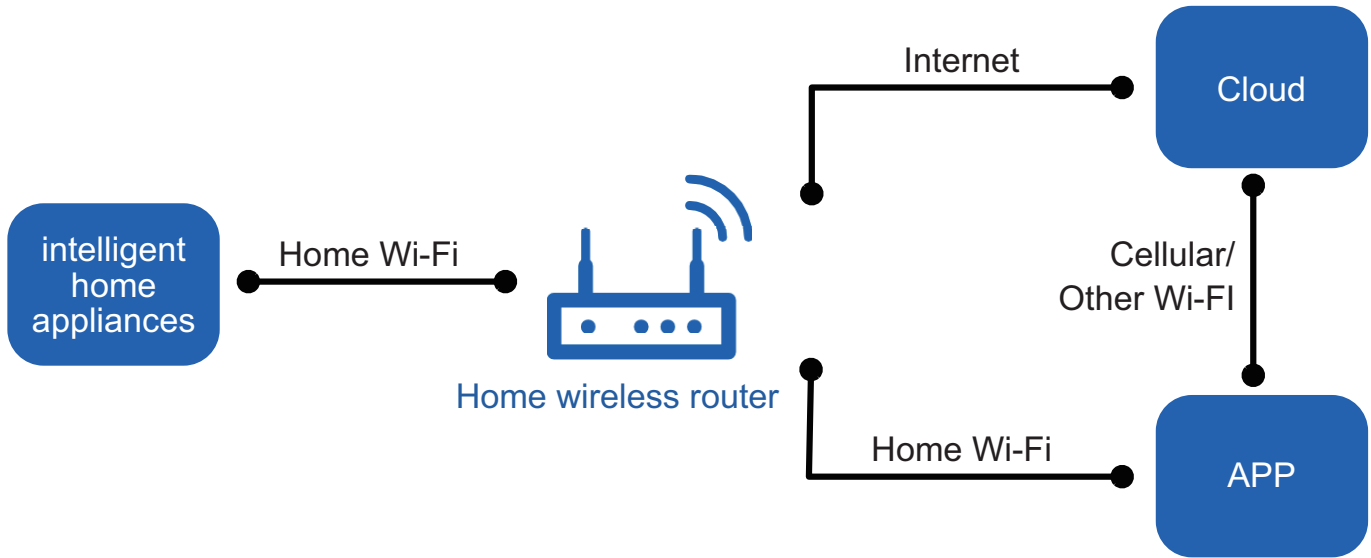 Internet
Cloud
intelligent
home
appliances
Home Wi-Fi
Home wireless router
Cellular/
Other Wi-FI
Home Wi-Fi
APP